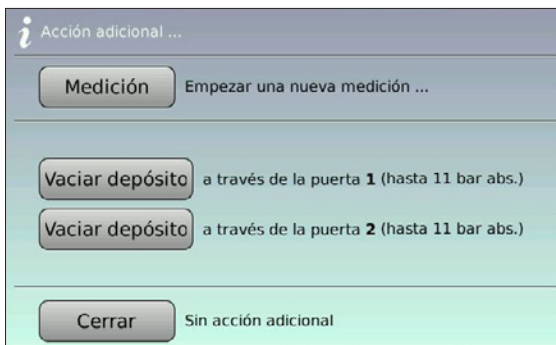 Acción adicional ...
Medición Empezar una nueva medición ...
Vaciar depósito a través de la puerta 1 (hasta 11 bar abs.)
Vaciar depósito a través de la puerta 2 (hasta 11 bar abs.)
Cerrar Sin acción adicional